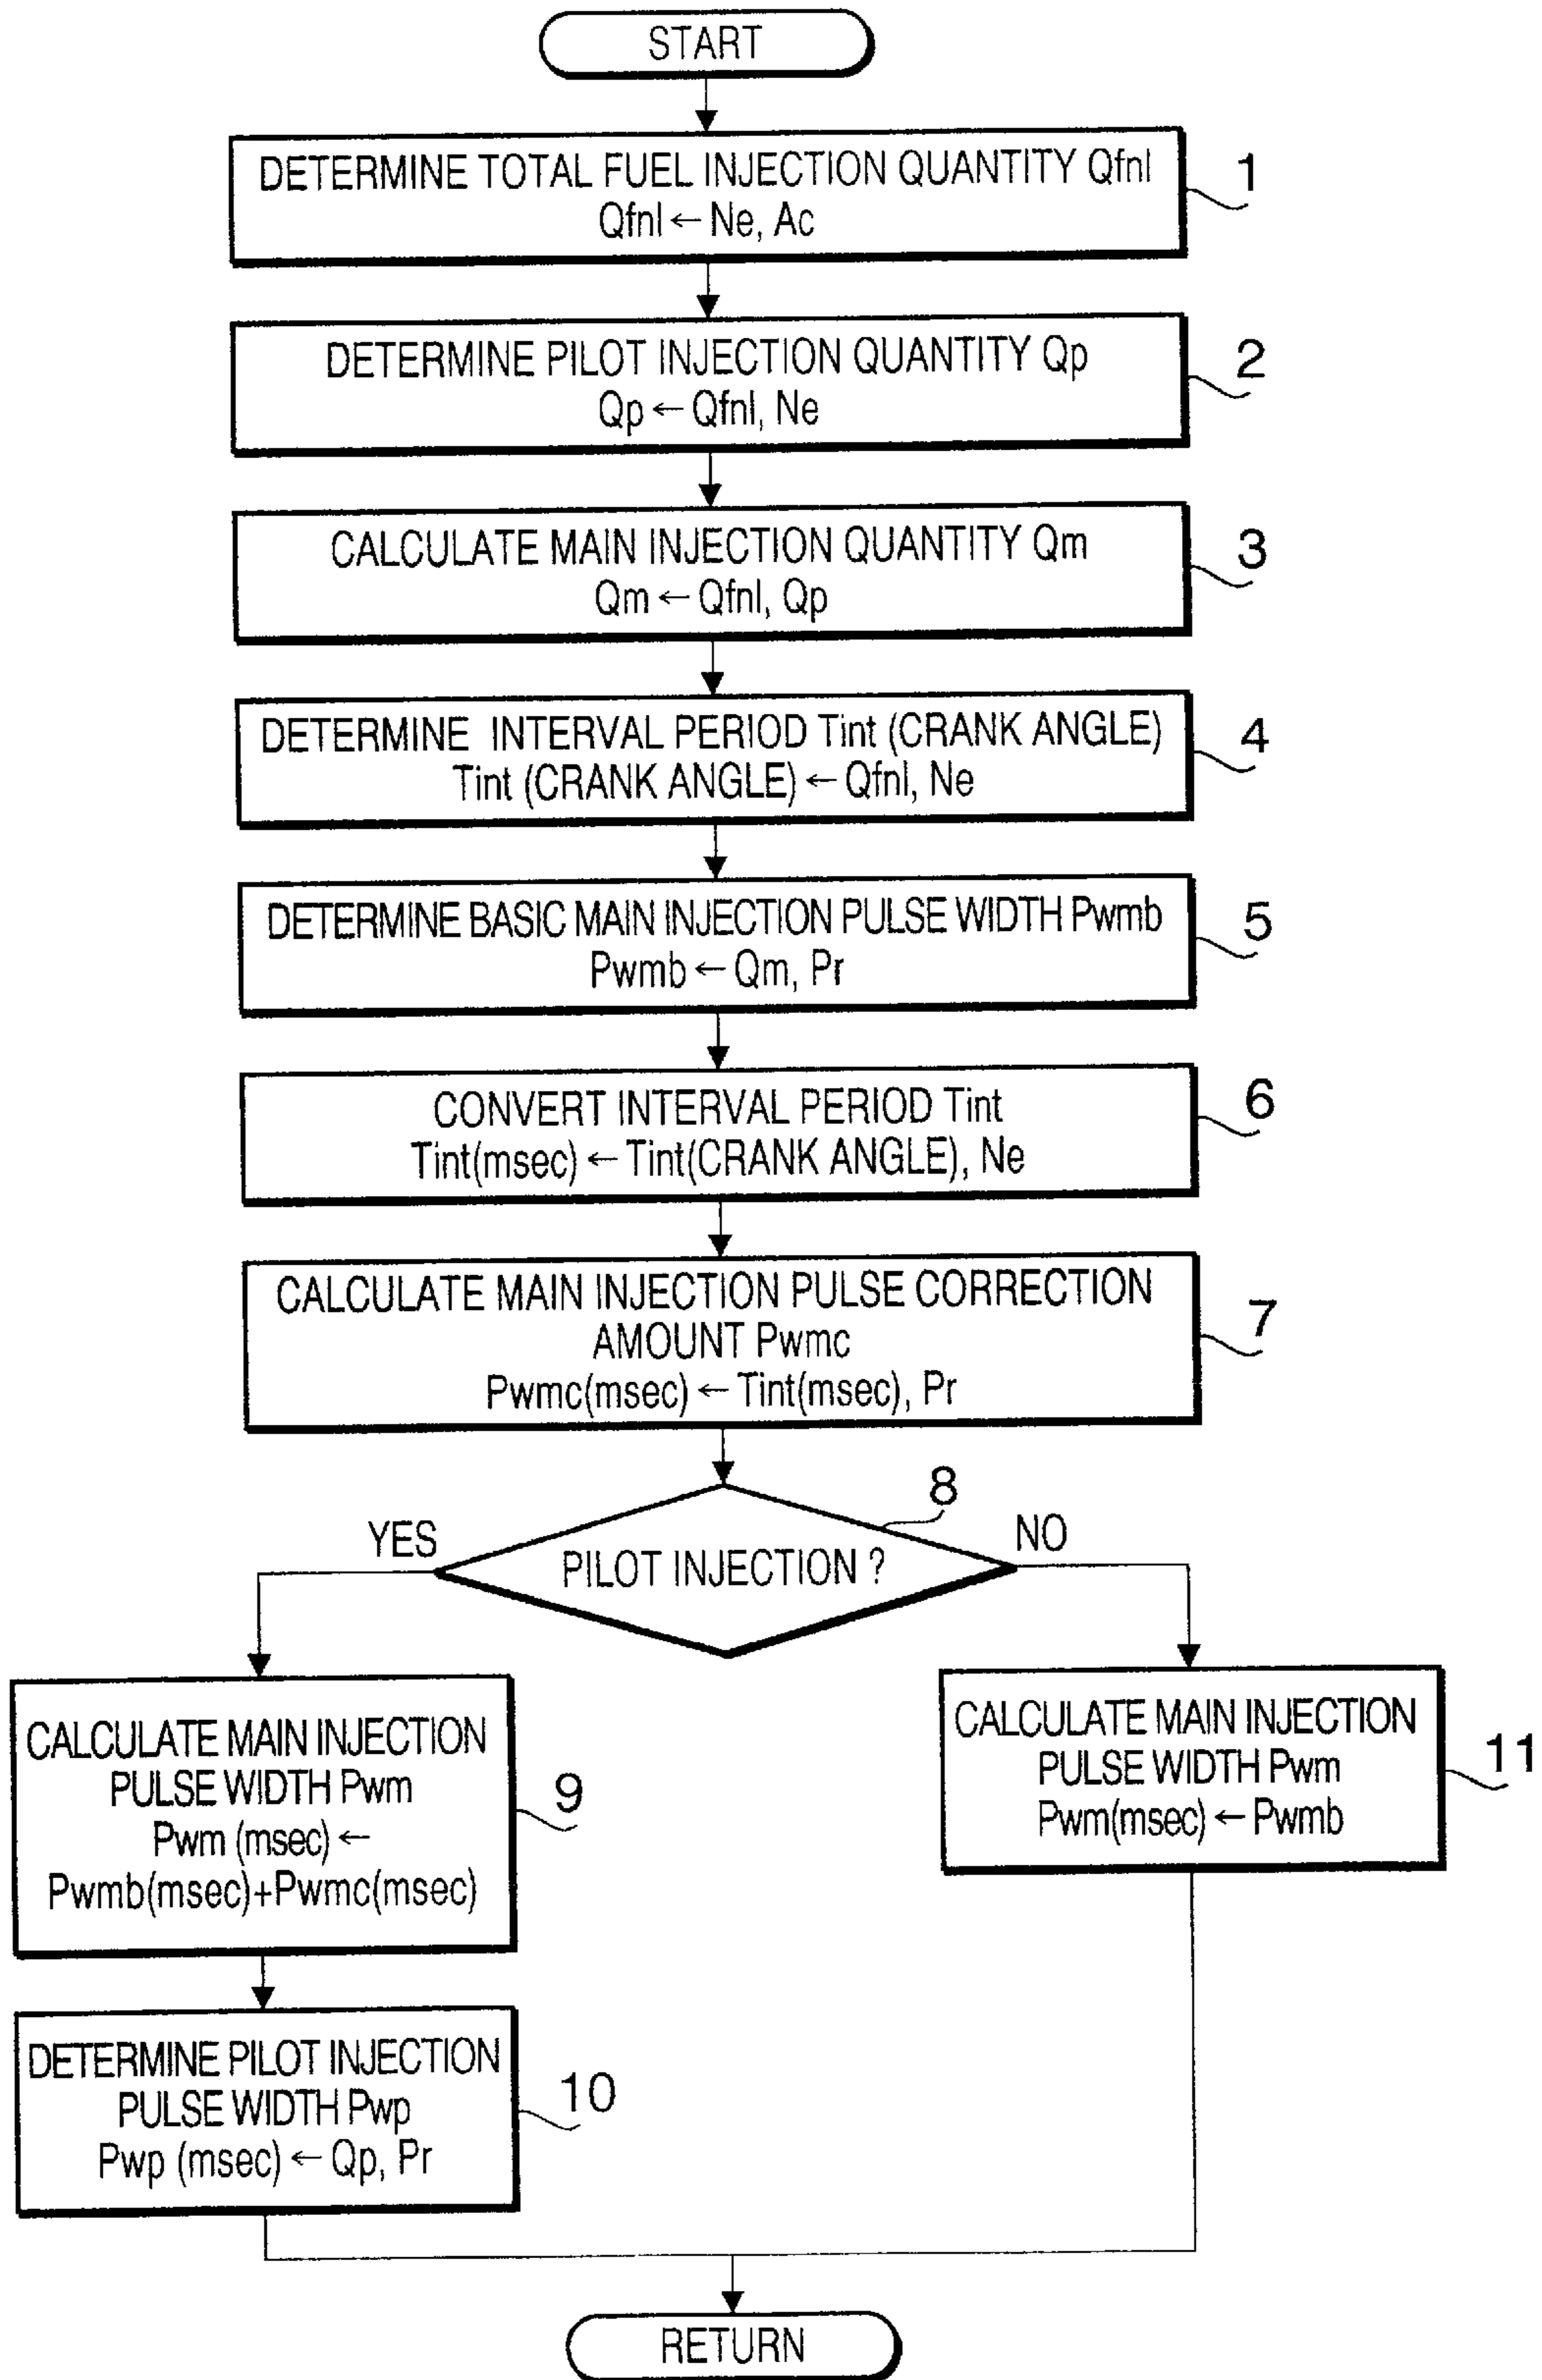 START
DETERMINE TOTAL FUEL INJECTION QUANTITY Qfnl
Qfnl ← Ne, Ac
1
DETERMINE PILOT INJECTION QUANTITY Qp
Qp ← Qfnl, Ne
2
CALCULATE MAIN INJECTION QUANTITY Qm
Qm ← Qfnl, Qp
3
DETERMINE INTERVAL PERIOD Tint (CRANK ANGLE)
Tint (CRANK ANGLE) ← Qfnl, Ne
4
DETERMINE BASIC MAIN INJECTION PULSE WIDTH Pwmb
Pwmb ← Qm, Pr
5
CONVERT INTERVAL PERIOD Tint
Tint(msec) ← Tint(CRANK ANGLE), Ne
6
CALCULATE MAIN INJECTION PULSE CORRECTION
AMOUNT Pwmc
Pwmc(msec) ← Tint(msec), Pr
7
8
YES
PILOT INJECTION ?
NO
CALCULATE MAIN INJECTION
PULSE WIDTH Pwm
Pwm (msec) ←
Pwmb(msec)+Pwmc(msec)
9
CALCULATE MAIN INJECTION
PULSE WIDTH Pwm
Pwm(msec) ← Pwmb
11
DETERMINE PILOT INJECTION
PULSE WIDTH Pwp
Pwp (msec) ← Qp, Pr
10
RETURN